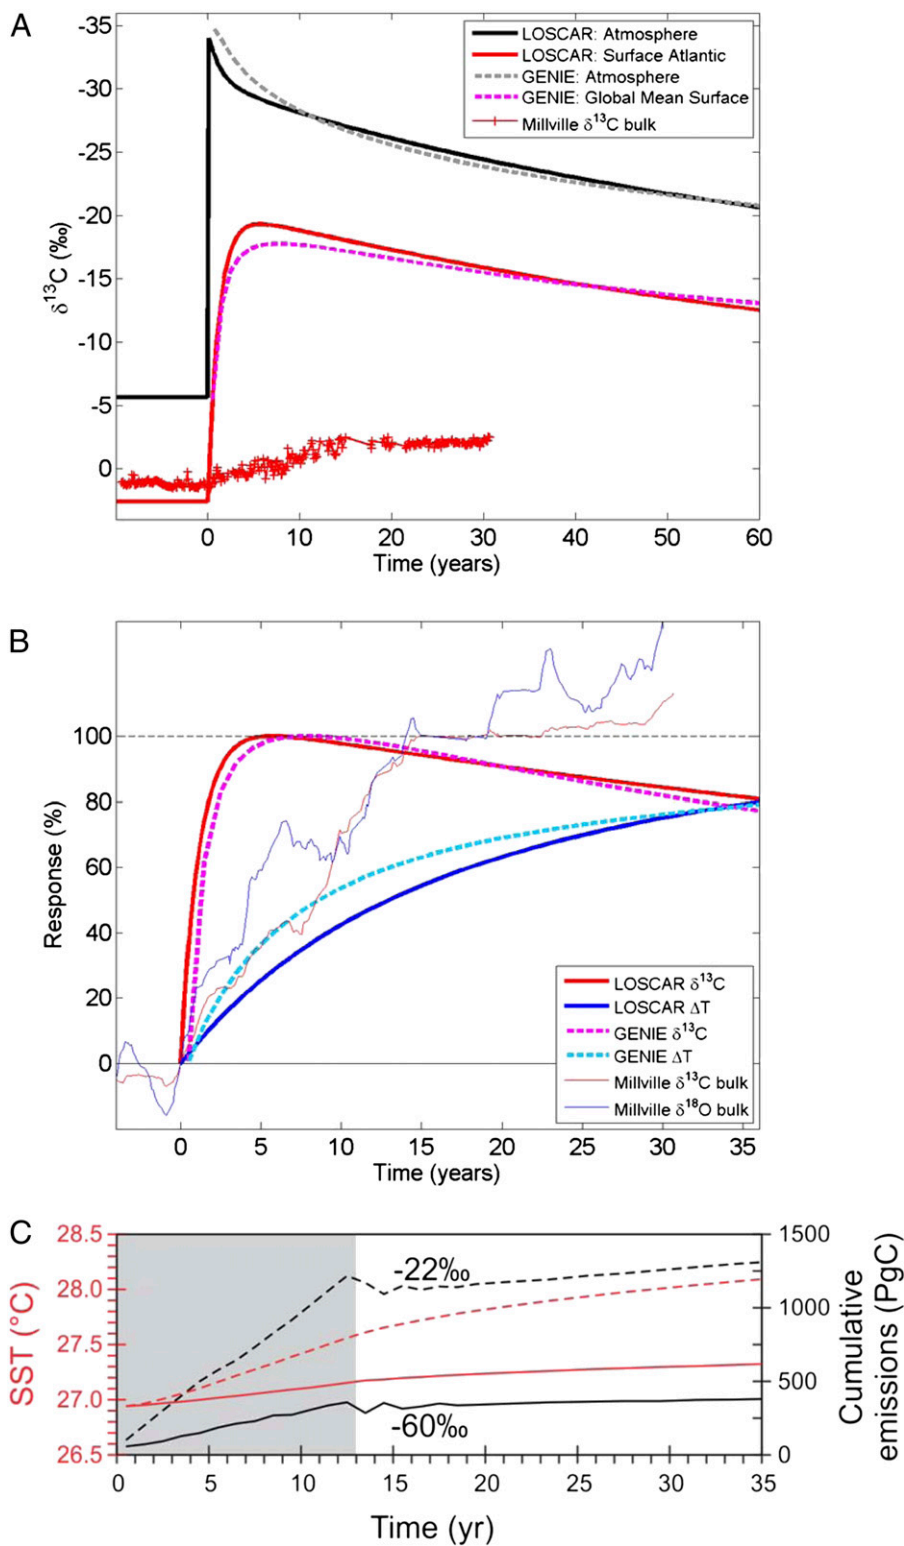 A
-35
-30
-25
-20
-15
-10
-5
0
δ13C (‰)
LOSCAR: Atmosphere
LOSCAR: Surface Atlantic
GENIE: Atmosphere
GENIE: Global Mean Surface
Millville δ13C bulk
0 10 20 30 40 50 60
Time (years)
B
100
80
60
40
20
0
Response (%)
LOSCAR δ13C
LOSCAR ΔT
GENIE δ13C
GENIE ΔT
Millville δ13C bulk
Millville δ18O bulk
0 5 10 15 20 25 30 35
Time (years)
C
28.5
28.0
27.5
27.0
26.5
SST (°C)
-22‰
-60‰
1500
1000
500
0
Cumulative
emissions (PgC)
0 5 10 15 20 25 30 35
Time (yr)